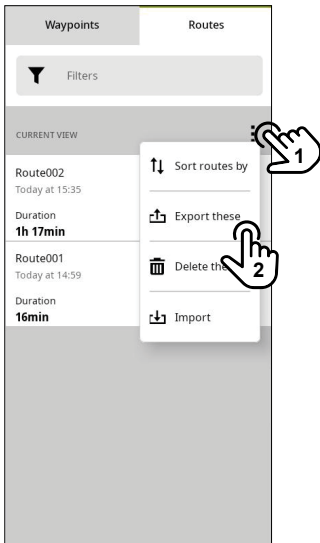 Waypoints
Routes
Filters
CURRENT VIEW
1
Route002
Today at 15:35
Duration
1h 17min
Route001
Today at 14:59
Duration
16min
Sort routes by
Export these
Delete the
2
Import